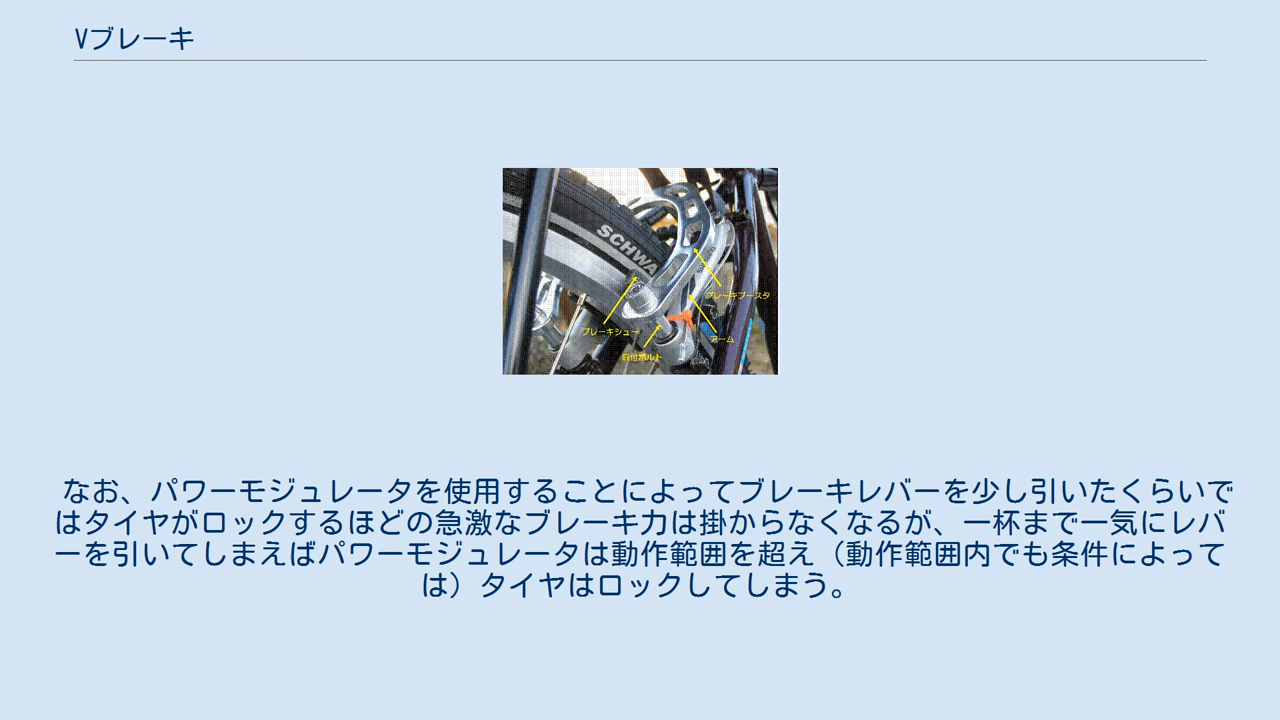 Vブレーキ
SCHWA
ブレーキブースタ
ブレーキシュー
アーム
取付ボルト
なお、パワーモジュレータを使用することによってブレーキレバーを少し引いたくらいで
はタイヤがロックするほどの急激なブレーキ力は掛からなくなるが、一杯まで一気にレバ
ーを引いてしまえばパワーモジュレータは動作範囲を超え（動作範囲内でも条件によって
は）タイヤはロックしてしまう。